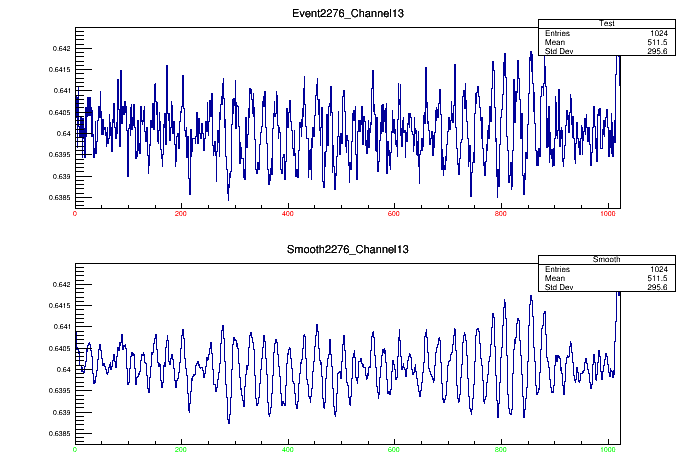 Event2276_Channel13
Test
Entries 1024
Mean 511.5
Std Dev 295.6
0.642
0.6415
0.641
0.6405
0.64
0.6395
0.639
0.6385
0 200 400 600 800 1000
Smooth2276_Channel13
Smooth
Entries 1024
Mean 511.5
Std Dev 295.6
0.642
0.6415
0.641
0.6405
0.64
0.6395
0.639
0.6385
0 200 400 600 800 1000